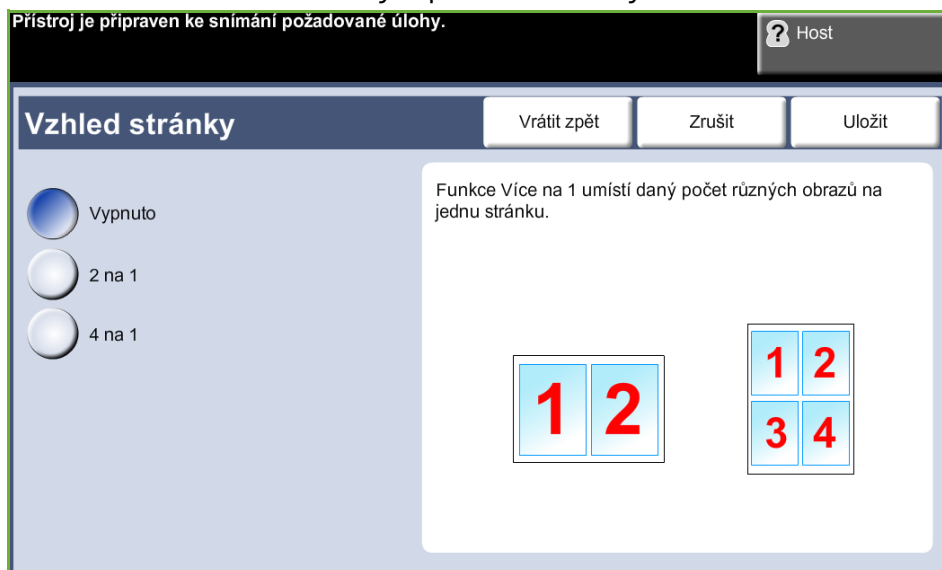 Přístroj je připraven ke snímání požadované úlohy.
? Host
Vzhled stránky
Vrátit zpět
Zrušit
Uložit
Vypnuto
2 na 1
4 na 1
Funkce Více na 1 umístí daný počet různých obrazů na
jednu stránku.
1 2
1 2
3 4